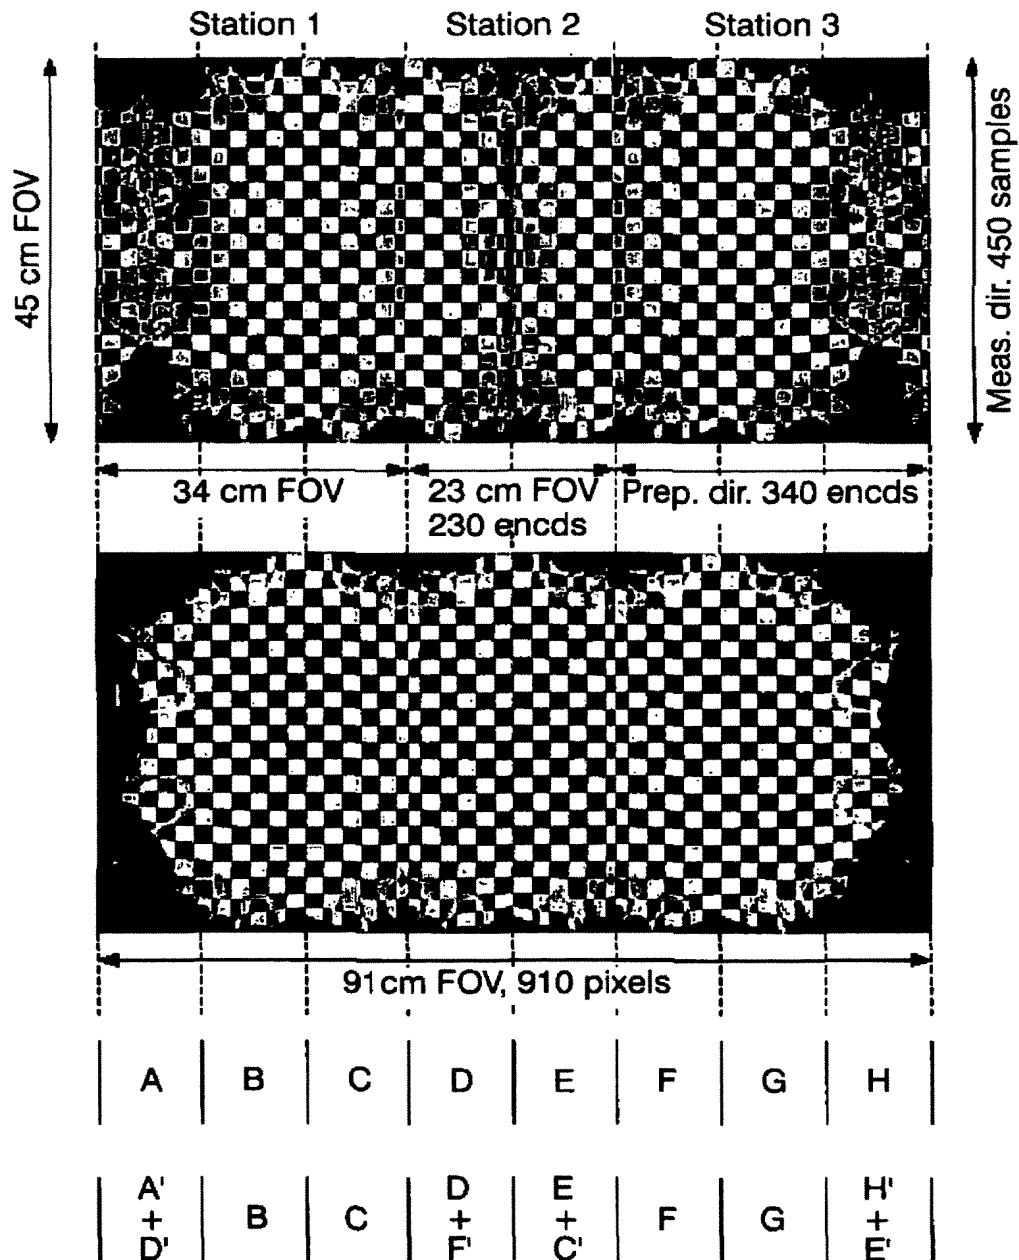 Station 1 Station 2 Station 3
45 cm FOV
Meas. dir. 450 samples
34 cm FOV 23 cm FOV Prep. dir. 340 encds
230 encds
91cm FOV, 910 pixels
A B C D E F G H
A' D E H'
+ B C + + F G +
D' F' C' E'